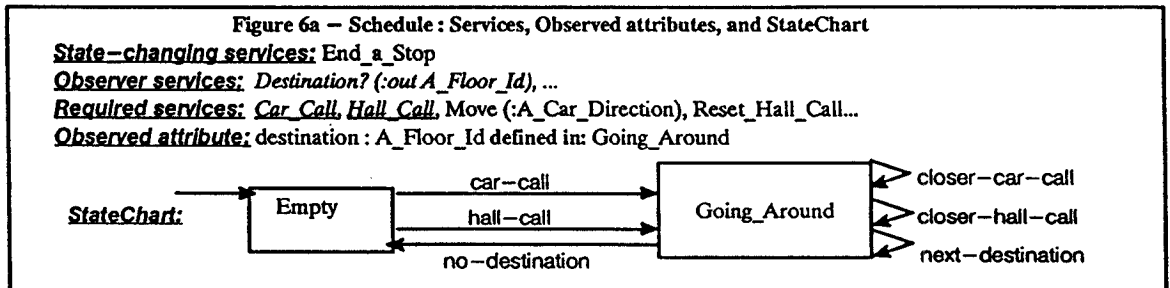 Figure 6a — Schedule : Services, Observed attributes, and StateChart
State-changing services: End_a_Stop
Observer services: Destination? (:out A_Floor_Id), ...
Required services: Car_Call, Hall_Call, Move (:A_Car_Direction), Reset_Hall_Call...
Observed attribute: destination : A_Floor_Id defined in: Going_Around
StateChart:
Empty
car-call
hall-call
no-destination
Going_Around
closer-car-call
closer-hall-call
next-destination